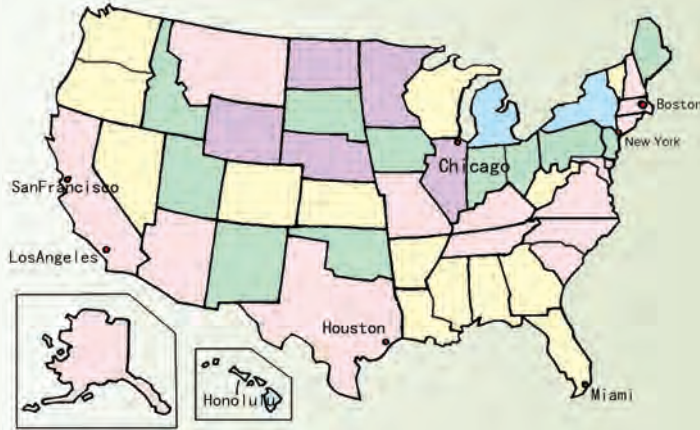 Boston
New York
Chicago
SanFrancisco
LosAngeles
Houston
Honolulu
Miami